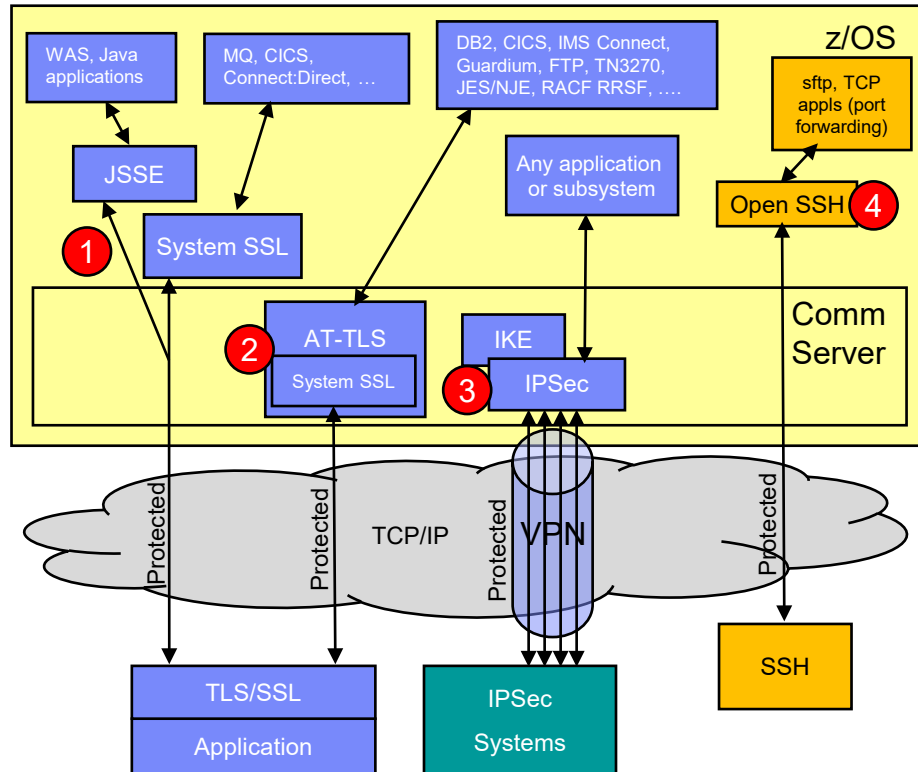 z/OS
WAS, Java
applications
MQ, CICS,
Connect:Direct, …
DB2, CICS, IMS Connect,
Guardium, FTP, TN3270,
JES/NJE, RACF RRSF, ….
sftp, TCP
appls (port
forwarding)
JSSE
Any application
or subsystem
Open SSH
4
1
System SSL
Comm
Server
2
AT-TLS
System SSL
IKE
3
IPSec
Protected
Protected
Protected
Protected
TCP/IP
VPN
TLS/SSL
Application
IPSec
Systems
SSH